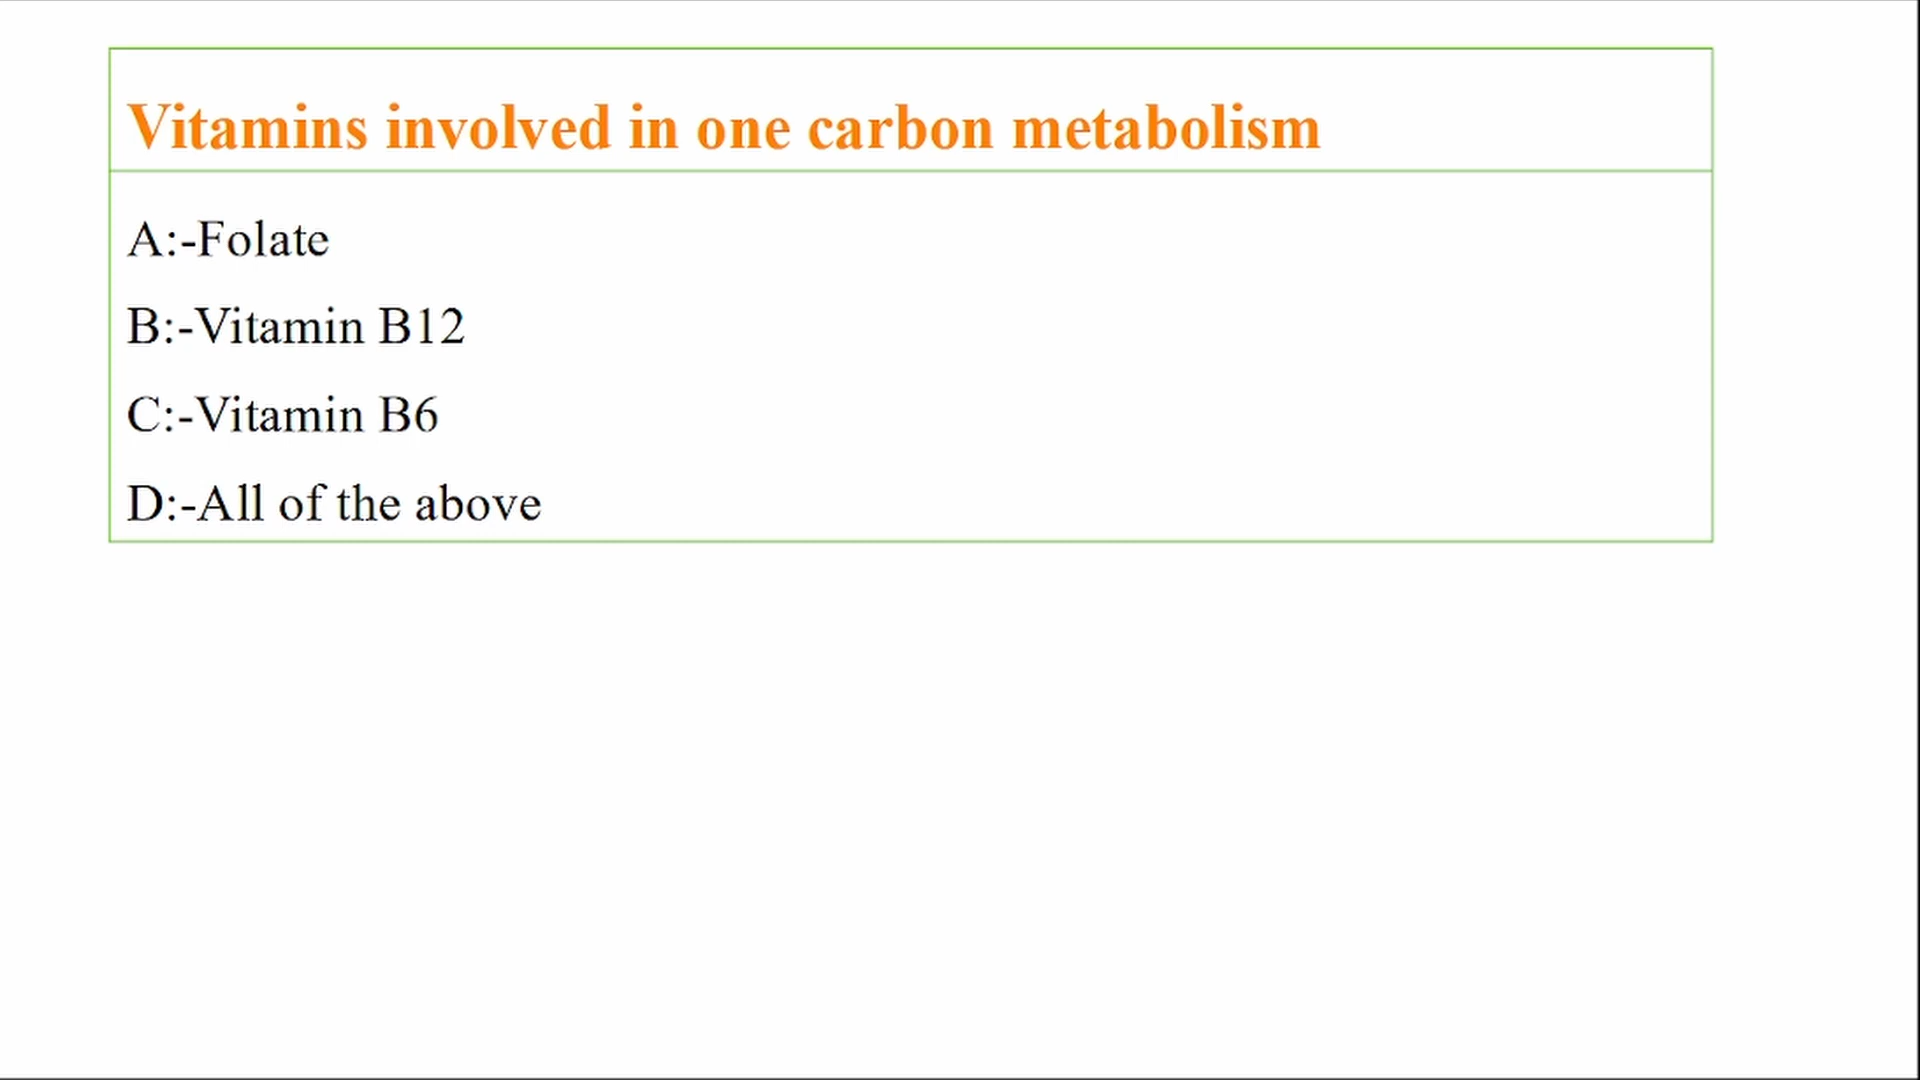 Vitamins involved in one carbon metabolism
A:-Folate
B:-Vitamin B12
C:-Vitamin B6
D:-All of the above